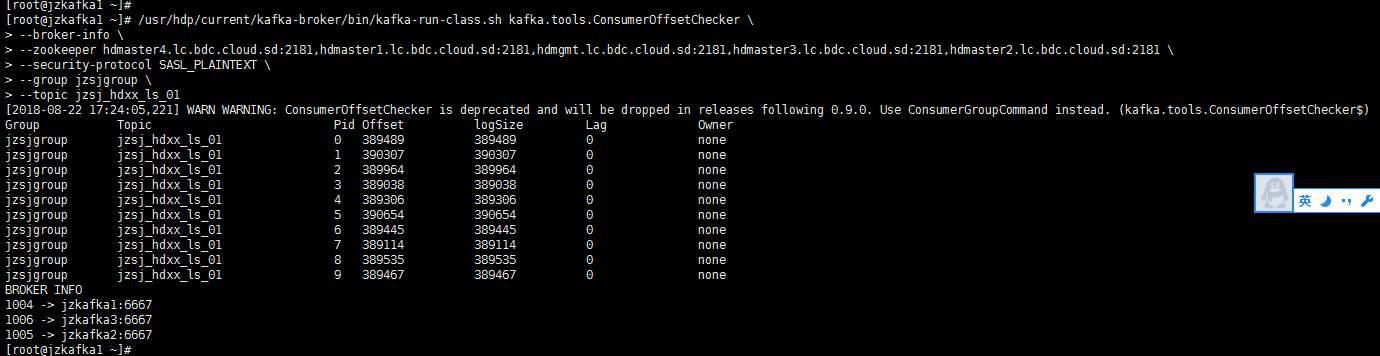 [root@jzkafka1 ~]#
[root@jzkafka1 ~]# /usr/hdp/current/kafka-broker/bin/kafka-run-class.sh kafka.tools.ConsumerOffsetChecker \
> --broker-info \
> --zookeeper hdmaster4.lc.bdc.cloud.sd:2181,hdmaster1.lc.bdc.cloud.sd:2181,hdmgmt.lc.bdc.cloud.sd:2181,hdmaster3.lc.bdc.cloud.sd:2181,hdmaster2.lc.bdc.cloud.sd:2181 \
> --security-protocol SASL_PLAINTEXT \
> --group jzsjgroup \
> --topic jzsj_hdxx_ls_01
[2018-08-22 17:24:05,221] WARN WARNING: ConsumerOffsetChecker is deprecated and will be dropped in releases following 0.9.0. Use ConsumerGroupCommand instead. (kafka.tools.ConsumerOffsetChecker$)
Group Topic Pid Offset logSize Lag Owner
jzsjgroup jzsj_hdxx_ls_01 0 389489 389489 0 none
jzsjgroup jzsj_hdxx_ls_01 1 390307 390307 0 none
jzsjgroup jzsj_hdxx_ls_01 2 389964 389964 0 none
jzsjgroup jzsj_hdxx_ls_01 3 389038 389038 0 none
jzsjgroup jzsj_hdxx_ls_01 4 389306 389306 0 none
jzsjgroup jzsj_hdxx_ls_01 5 390654 390654 0 none
jzsjgroup jzsj_hdxx_ls_01 6 389445 389445 0 none
jzsjgroup jzsj_hdxx_ls_01 7 389114 389114 0 none
jzsjgroup jzsj_hdxx_ls_01 8 389535 389535 0 none
jzsjgroup jzsj_hdxx_ls_01 9 389467 389467 0 none
BROKER INFO
1004 -> jzkafka1:6667
1006 -> jzkafka3:6667
1005 -> jzkafka2:6667
[root@jzkafka1 ~]#
英